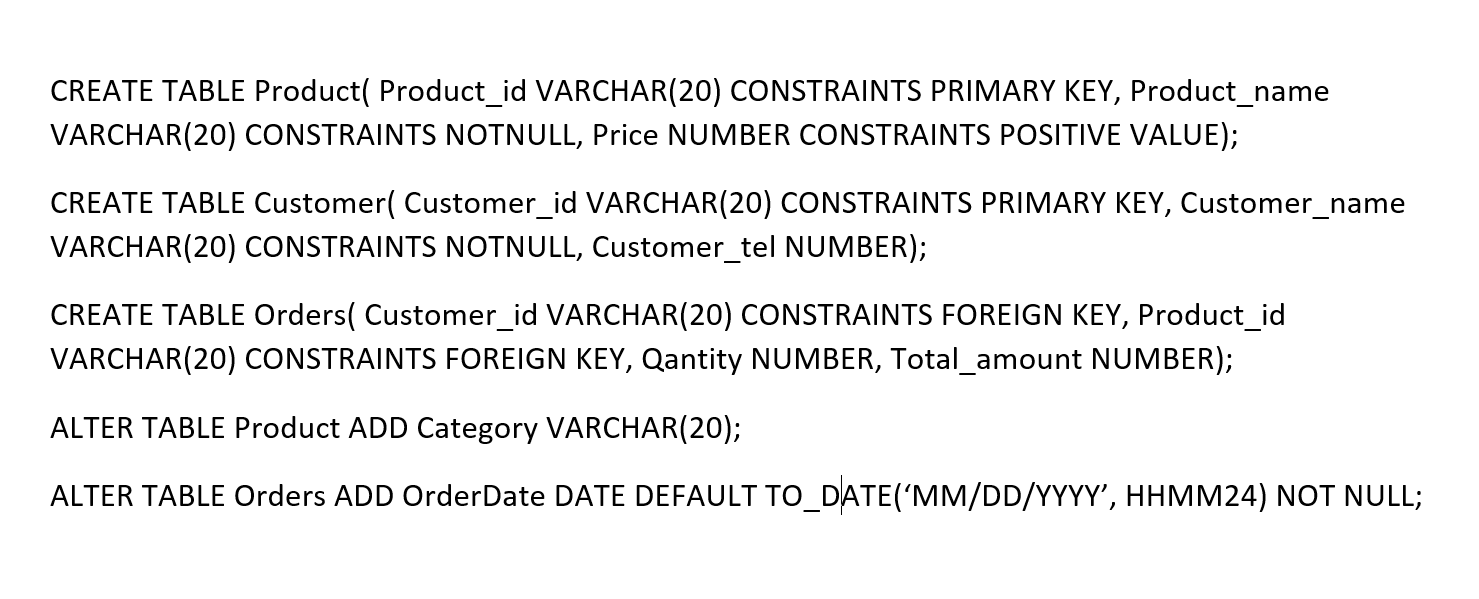 CREATE TABLE Product( Product_id VARCHAR(20) CONSTRAINTS PRIMARY KEY, Product_name
VARCHAR(20) CONSTRAINTS NOTNULL, Price NUMBER CONSTRAINTS POSITIVE VALUE);
CREATE TABLE Customer( Customer_id VARCHAR(20) CONSTRAINTS PRIMARY KEY, Customer_name
VARCHAR(20) CONSTRAINTS NOTNULL, Customer_tel NUMBER);
CREATE TABLE Orders( Customer_id VARCHAR(20) CONSTRAINTS FOREIGN KEY, Product_id
VARCHAR(20) CONSTRAINTS FOREIGN KEY, Qantity NUMBER, Total_amount NUMBER);
ALTER TABLE Product ADD Category VARCHAR(20);
ALTER TABLE Orders ADD OrderDate DATE DEFAULT TO_DATE(‘MM/DD/YYYY’, HHMM24) NOT NULL;